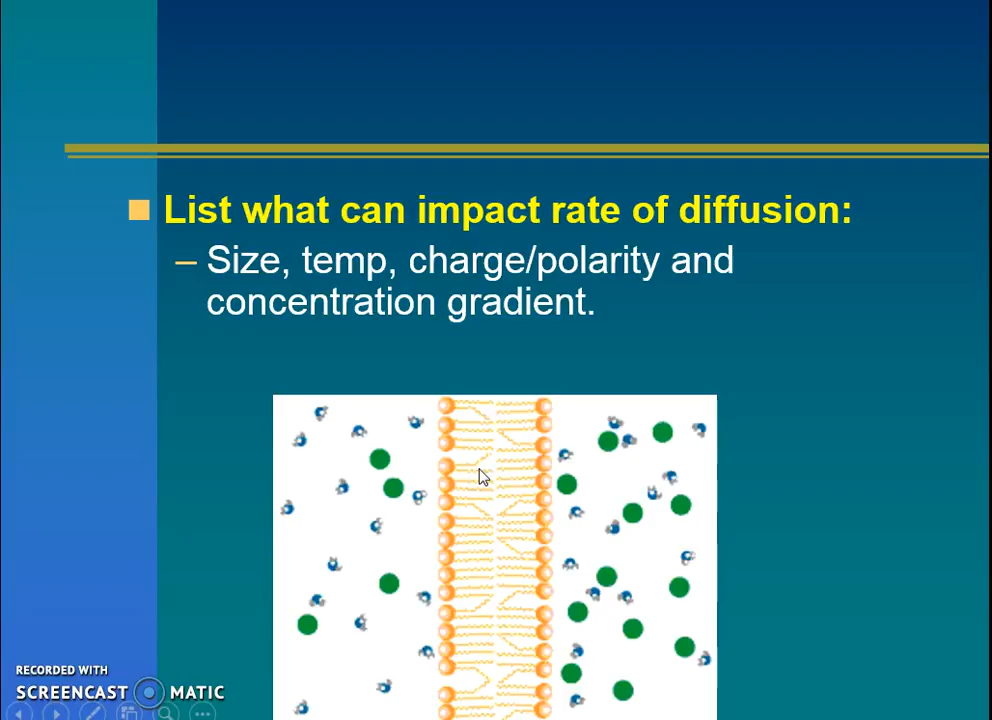 List what can impact rate of diffusion:
– Size, temp, charge/polarity and
concentration gradient.
RECORDED WITH
SCREENCAST MATIC